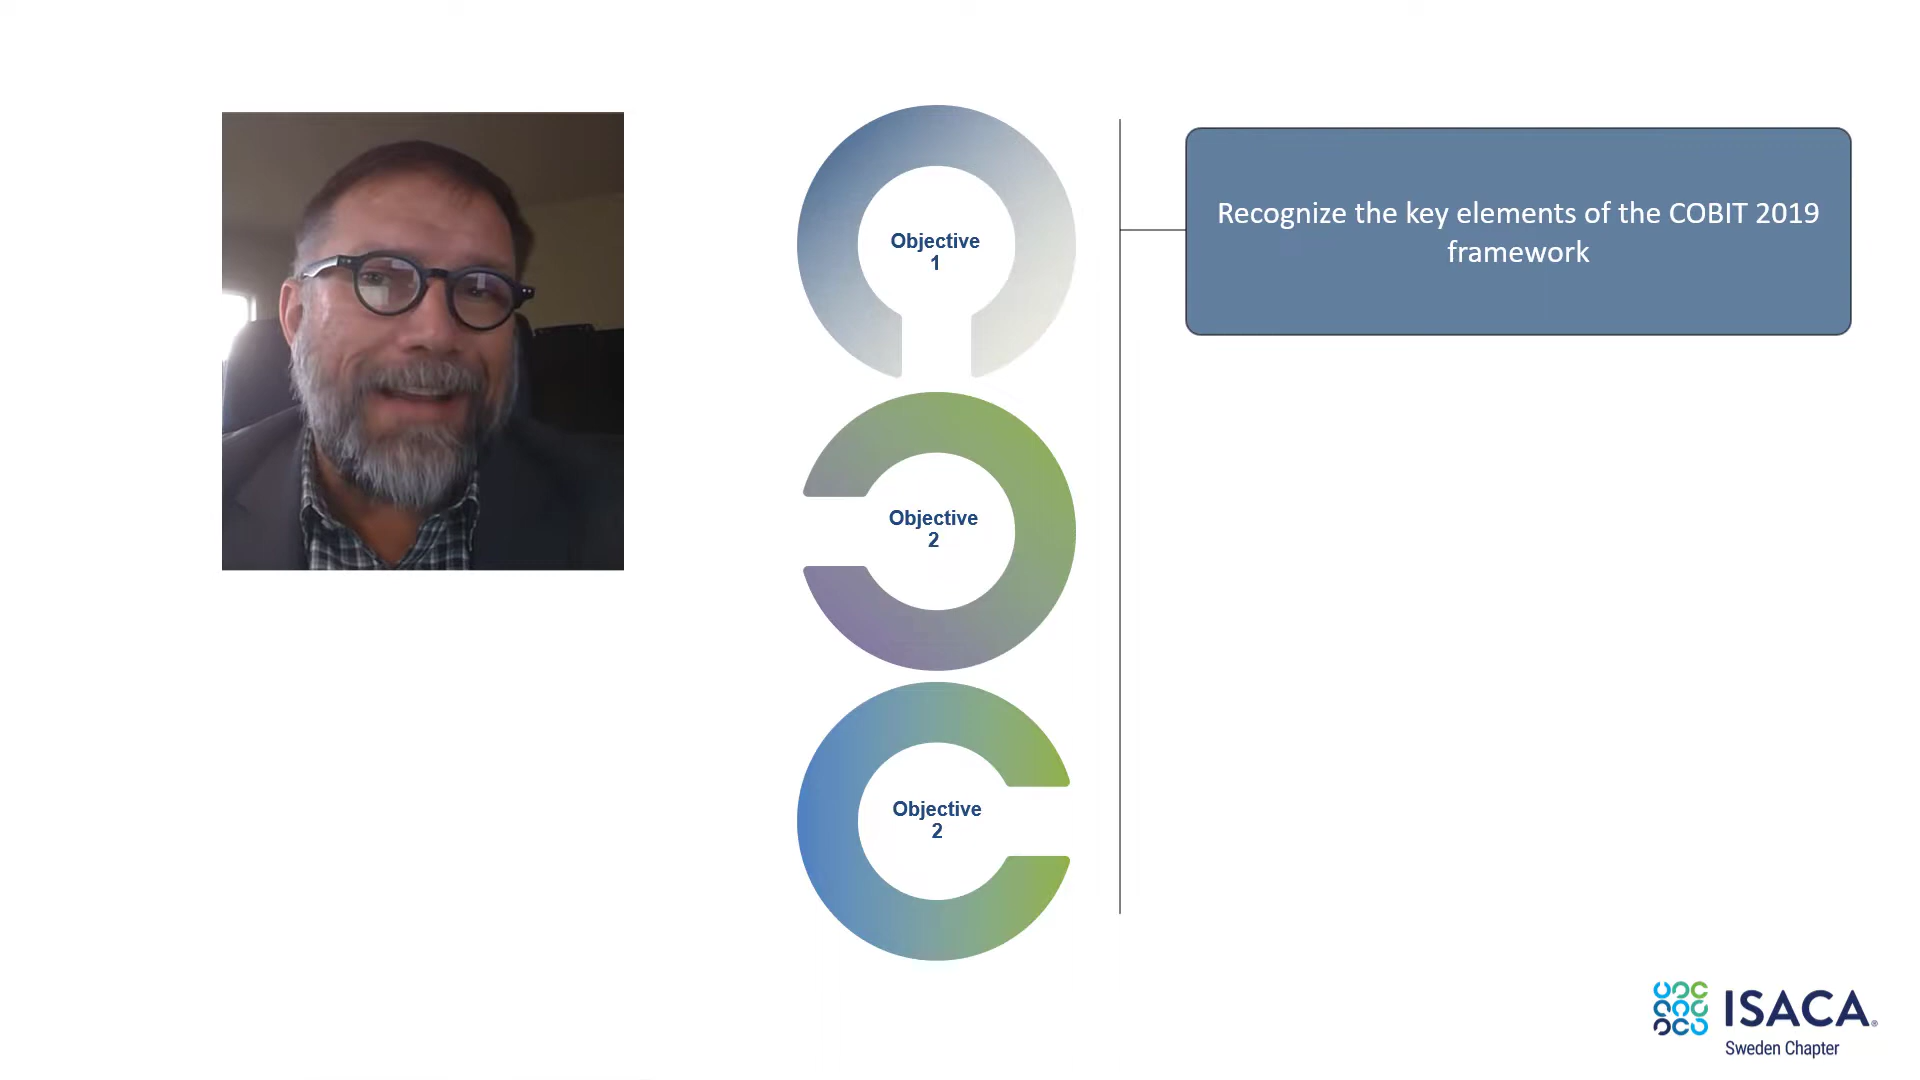 Objective
1
Recognize the key elements of the COBIT 2019
framework
Objective
2
Objective
2
ISACA®
Sweden Chapter